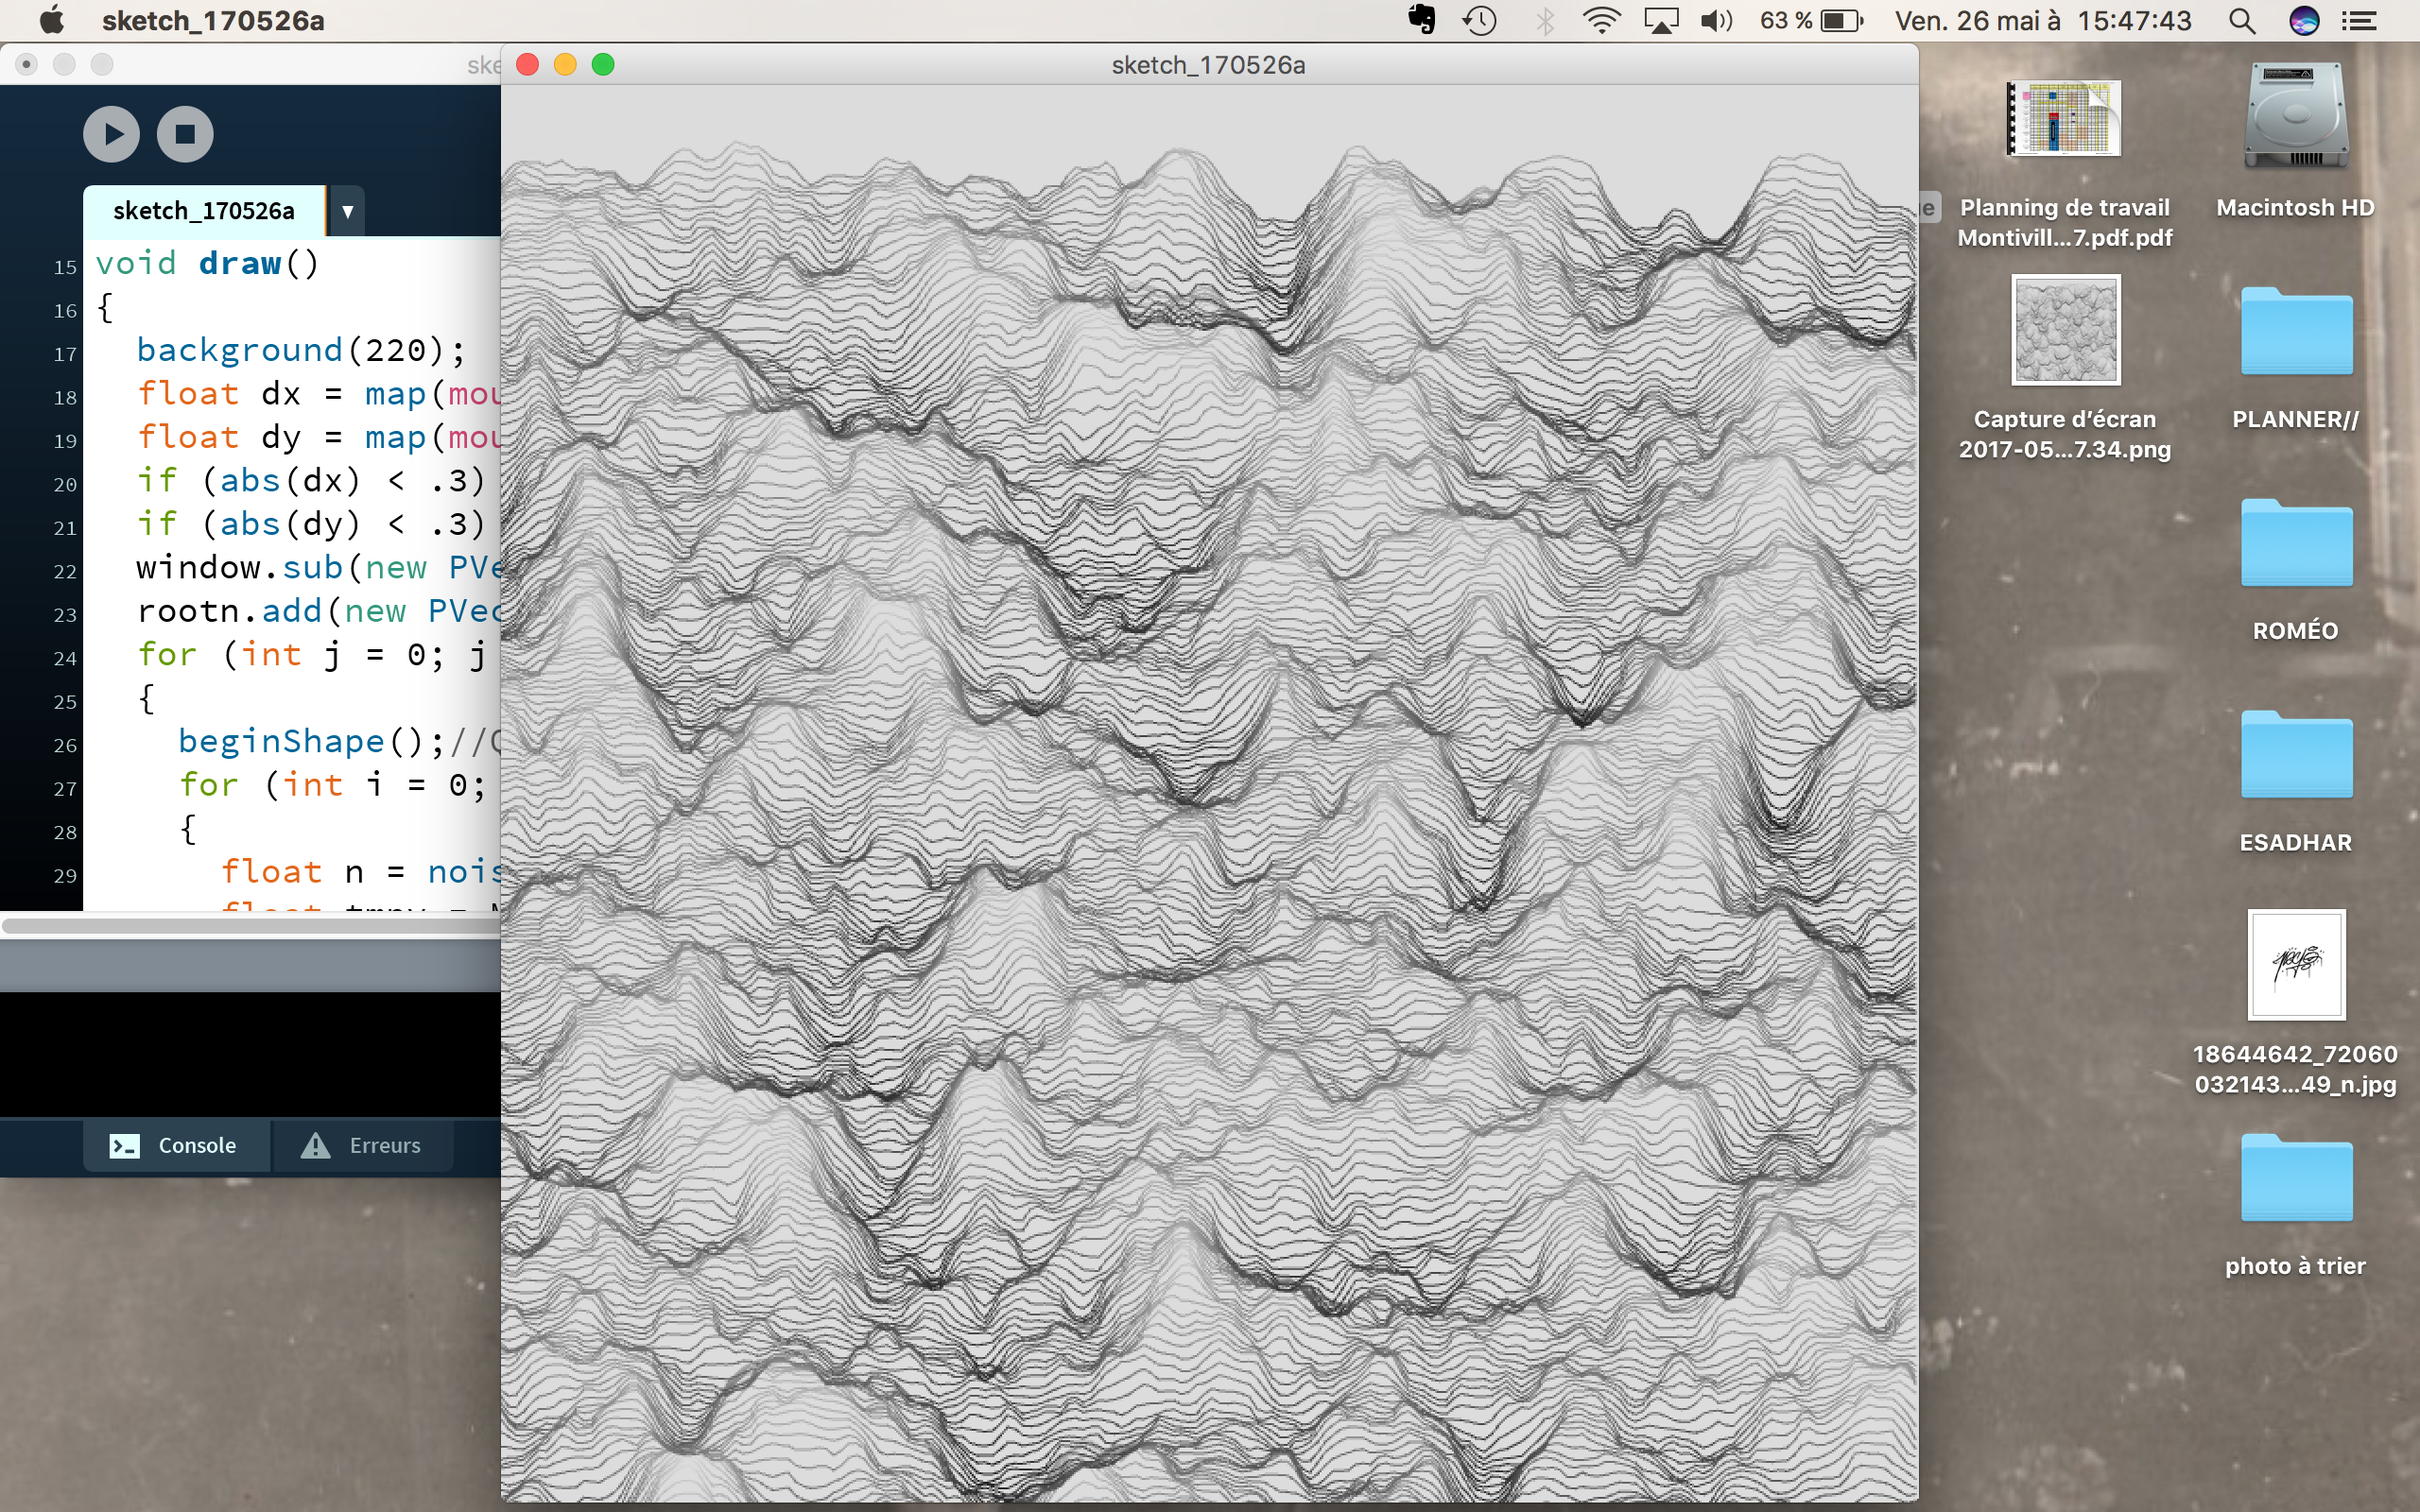 sketch_170526a
63 %
Ven. 26 mai à 15:47:43
ske
sketch_170526a
sketch_170526a
15 void draw()
16 {
17 background(220);
18 float dx = map(mou
19 float dy = map(mou
20 if (abs(dx) < .3)
21 if (abs(dy) < .3)
22 window.sub(new PVe
23 rootn.add(new PVec
24 for (int j = 0; j
25 {
26 beginShape();//
27 for (int i = 0;
28 {
29 float n = nois
Console
Erreurs
Planning de travail
Montivill...7.pdf.pdf
Capture d'écran
2017-05...7.34.png
Macintosh HD
PLANNER//
ROMÉO
ESADHAR
18644642_72060
032143...49_n.jpg
photo à trier